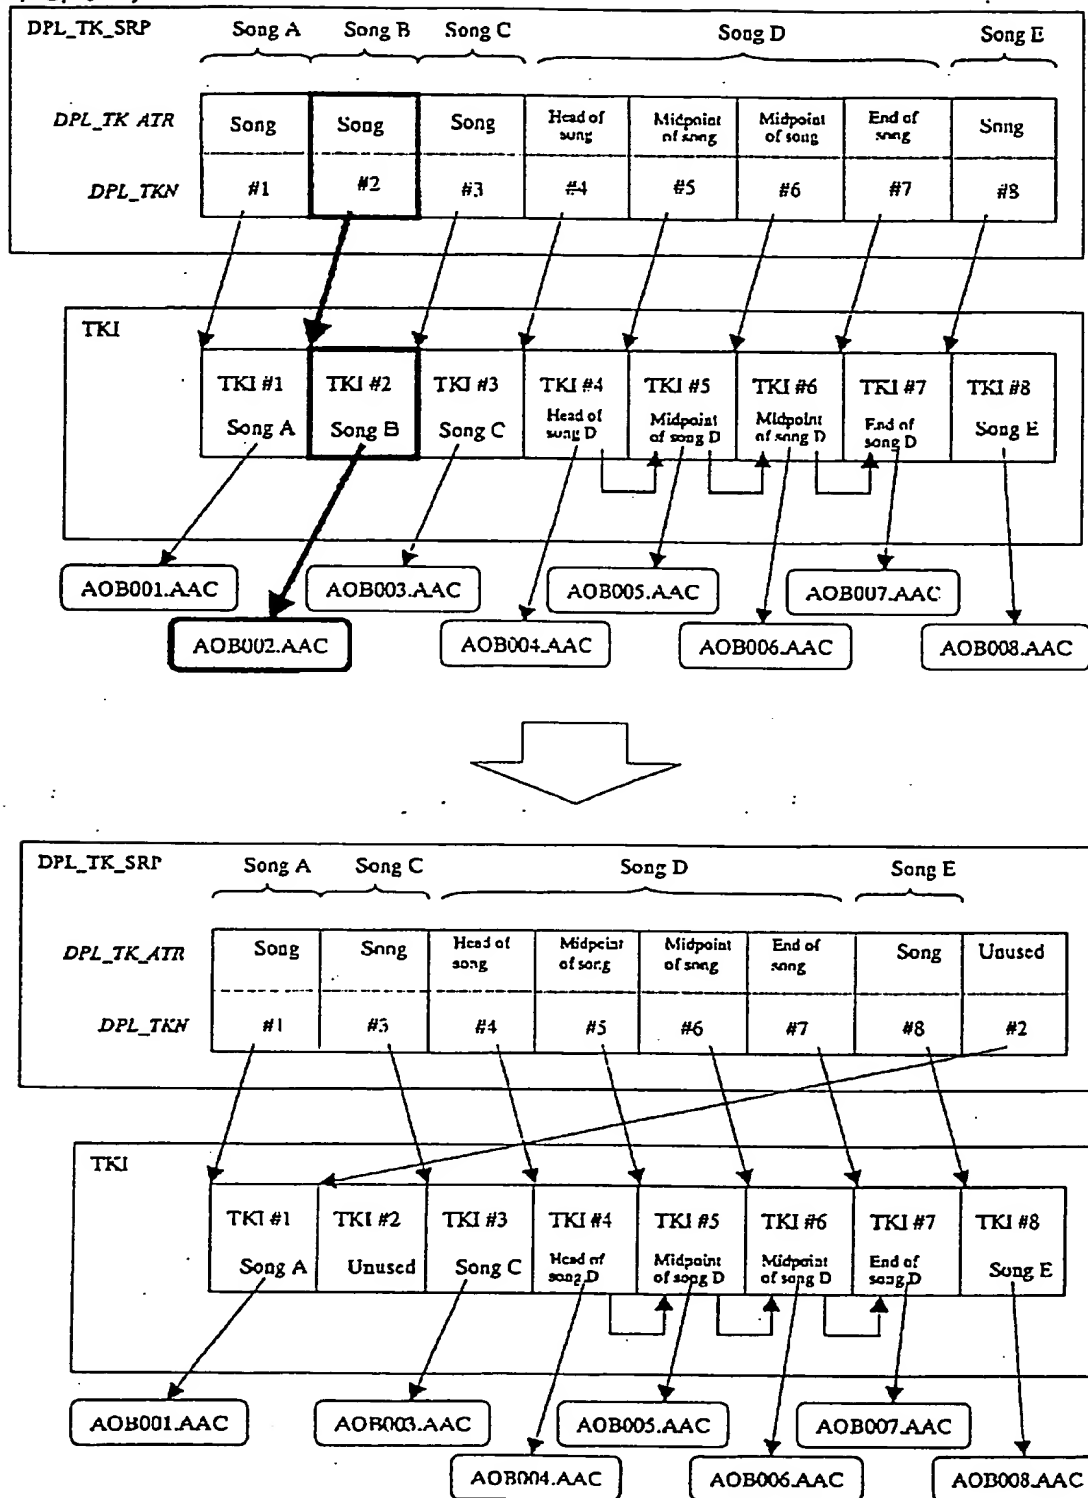 DPL_TK_SRP Song A Song B Song C Song D Song E
DPL_TK_ATR Song Song Song Head of song Midpoint of song Midpoint of song End of song Song
DPL_TKN #1 #2 #3 #4 #5 #6 #7 #8
TKI
TKI #1 TKI #2 TKI #3 TKI #4 TKI #5 TKI #6 TKI #7 TKI #8
Song A Song B Song C Head of song D Midpoint of song D Midpoint of song D End of song D Song E
AOB001.AAC AOB003.AAC AOB005.AAC AOB007.AAC
AOB002.AAC AOB004.AAC AOB006.AAC AOB008.AAC
DPL_TK_SRP Song A Song C Song D Song E
DPL_TK_ATR Song Song Head of song Midpoint of song Midpoint of song End of song Song Unused
DPL_TKN #1 #3 #4 #5 #6 #7 #8 #2
TKI
TKI #1 TKI #2 TKI #3 TKI #4 TKI #5 TKI #6 TKI #7 TKI #8
Song A Unused Song C Head of song D Midpoint of song D Midpoint of song D End of song D Song E
AOB001.AAC AOB003.AAC AOB005.AAC AOB007.AAC
AOB004.AAC AOB006.AAC AOB008.AAC